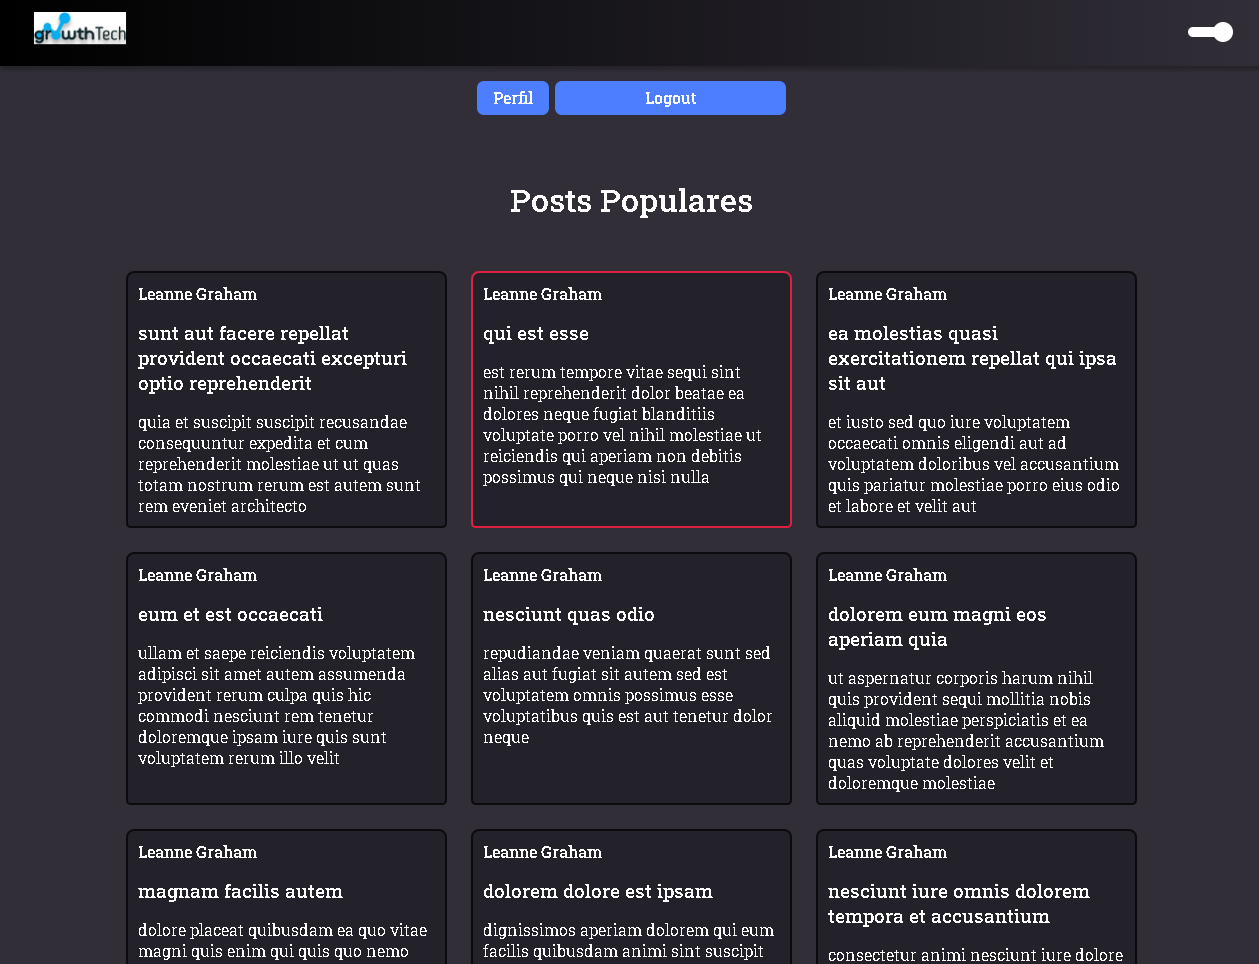 growthTech
Perfil
Logout
Posts Populares
Leanne Graham
sunt aut facere repellat
provident occaecati excepturi
optio reprehenderit
quia et suscipit suscipit recusandae
consequuntur expedita et cum
reprehenderit molestiae ut ut quas
totam nostrum rerum est autem sunt
rem eveniet architecto
Leanne Graham
qui est esse
est rerum tempore vitae sequi sint
nihil reprehenderit dolor beatae ea
dolores neque fugiat blanditiis
voluptate porro vel nihil molestiae ut
reiciendis qui aperiam non debitis
possimus qui neque nisi nulla
Leanne Graham
ea molestias quasi
exercitationem repellat qui ipsa
sit aut
et iusto sed quo iure voluptatem
occaecati omnis eligendi aut ad
voluptatem doloribus vel accusantium
quis pariatur molestiae porro eius odio
et labore et velit aut
Leanne Graham
eum et est occaecati
ullam et saepe reiciendis voluptatem
adipisci sit amet autem assumenda
provident rerum culpa quis hic
commodi nesciunt rem tenetur
doloremque ipsam iure quis sunt
voluptatem rerum illo velit
Leanne Graham
nesciunt quas odio
repudiandae veniam quaerat sunt sed
alias aut fugiat sit autem sed est
voluptatem omnis possimus esse
voluptatibus quis est aut tenetur dolor
neque
Leanne Graham
dolorem eum magni eos
aperiam quia
ut aspernatur corporis harum nihil
quis provident sequi mollitia nobis
aliquid molestiae perspiciatis et ea
nemo ab reprehenderit accusantium
quas voluptate dolores velit et
doloremque molestiae
Leanne Graham
magnam facilis autem
dolore placeat quibusdam ea quo vitae
magni quis enim qui quis quo nemo
Leanne Graham
dolorem dolore est ipsam
dignissimos aperiam dolorem qui eum
facilis quibusdam animi sint suscipit
Leanne Graham
nesciunt iure omnis dolorem
tempora et accusantium
consectetur animi nesciunt iure dolore